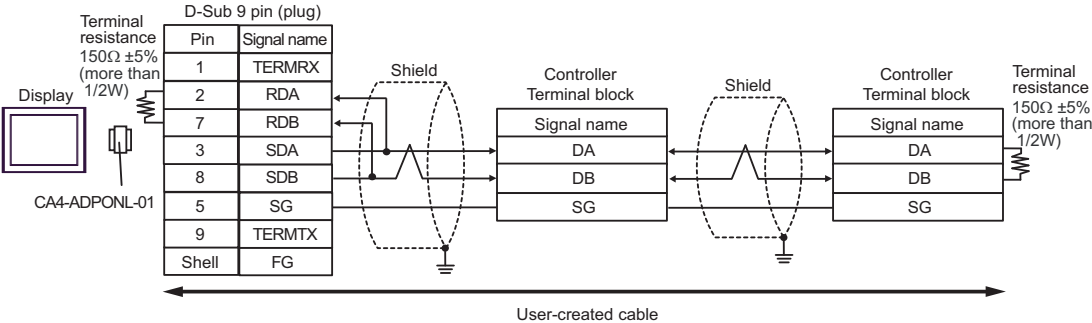 D-Sub 9 pin (plug)
Terminal
resistance
150Ω ±5%
(more than
1/2W)
Display
CA4-ADPONL-01
Pin Signal name
1 TERMRX
2 RDA
7 RDB
3 SDA
8 SDB
5 SG
9 TERMTX
Shell FG
Shield
Controller
Terminal block
Signal name
DA
DB
SG
Shield
Controller
Terminal block
Signal name
DA
DB
SG
Terminal
resistance
150Ω ±5%
(more than
1/2W)
User-created cable